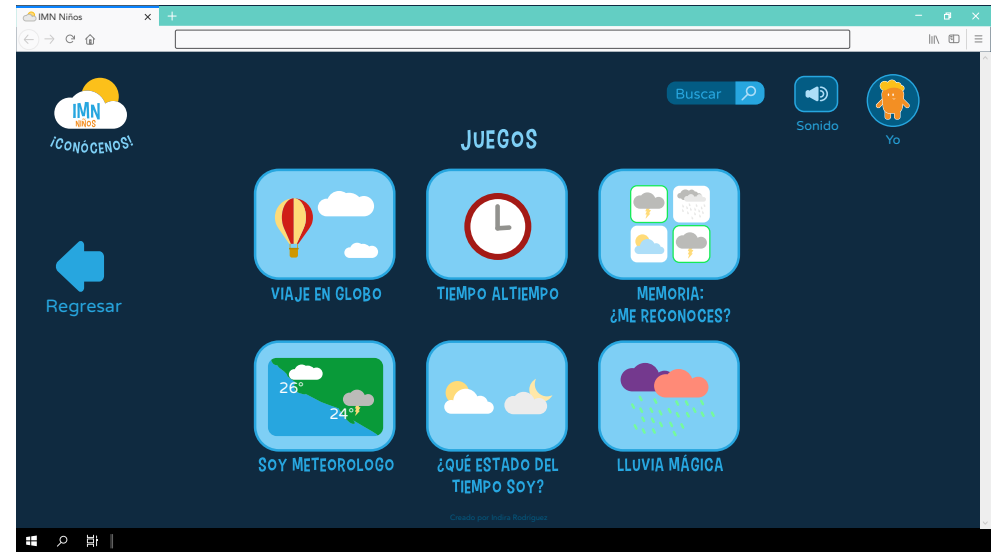 IMN Niños
IMN
NIÑOS
¡CONÓCENOS!
Buscar
Sonido
Yo
JUEGOS
Regresar
VIAJE EN GLOBO
TIEMPO ALTIEMPO
MEMORIA:
¿ME RECONOCES?
26°
24°
SOY METEOROLOGO
¿QUÉ ESTADO DEL
TIEMPO SOY?
LLUVIA MÁGICA
Creado por Indira Rodríguez